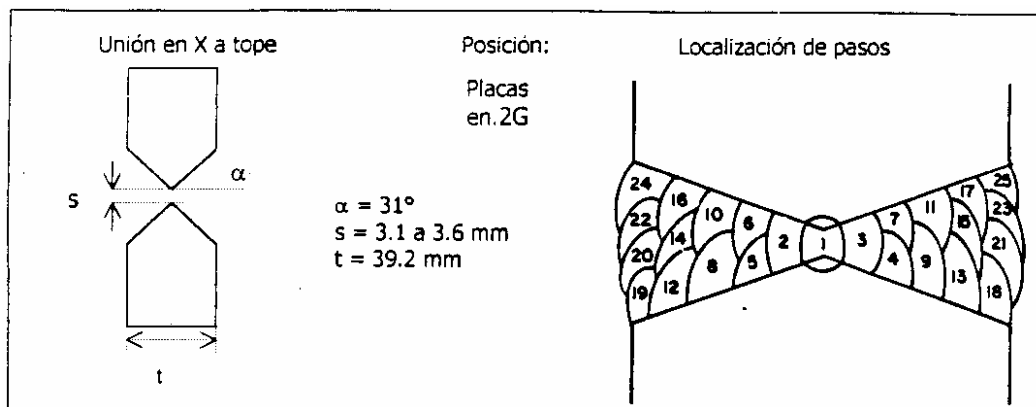 Unión en X a tope
s
α
t
Posición:
Placas
en.2G
α = 31°
s = 3.1 a 3.6 mm
t = 39.2 mm
Localización de pasos
24 16 10 6 2 1 3 7 11 17 25
22 14 15 23
20 8 5 4 9 21
19 12 13 18